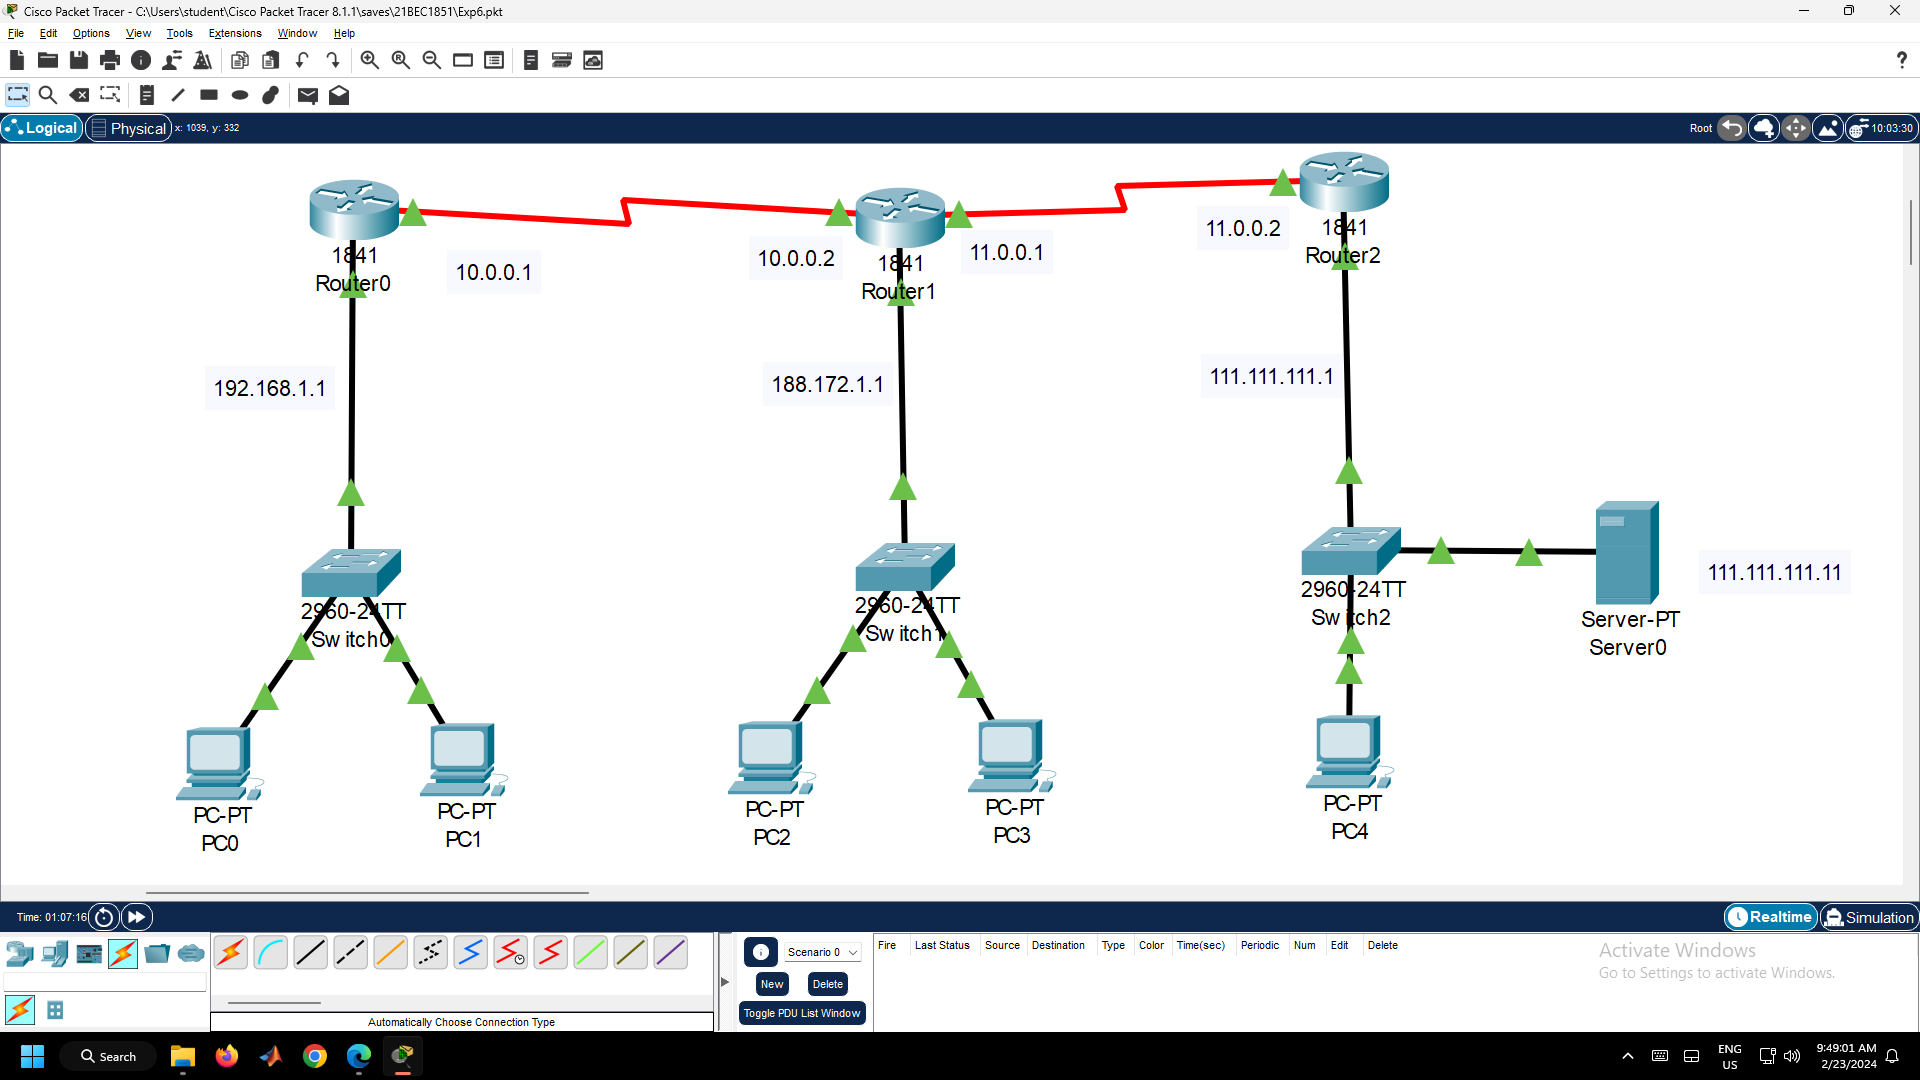 Cisco Packet Tracer - C:\Users\student\Cisco Packet Tracer 8.1.1\saves\21BEC1851\Exp6.pkt
File Edit Options View Tools Extensions Window Help
?
Logical Physical x: 1039, y: 332 Root 10:03:30
1841
Router0
10.0.0.1
10.0.0.2
1841
Router1
11.0.0.1
11.0.0.2
1841
Router2
192.168.1.1
188.172.1.1
111.111.111.1
2960-24TT
Switch0
2960-24TT
Switch1
2960-24TT
Switch2
111.111.111.11
Server-PT
Server0
PC-PT
PC0
PC-PT
PC1
PC-PT
PC2
PC-PT
PC3
PC-PT
PC4
Time: 01:07:16 Realtime Simulation
Scenario 0
New Delete
Toggle PDU List Window
Fire Last Status Source Destination Type Color Time(sec) Periodic Num Edit Delete
Automatically Choose Connection Type
Activate Windows
Go to Settings to activate Windows.
Search
ENG
US
9:49:01 AM
2/23/2024